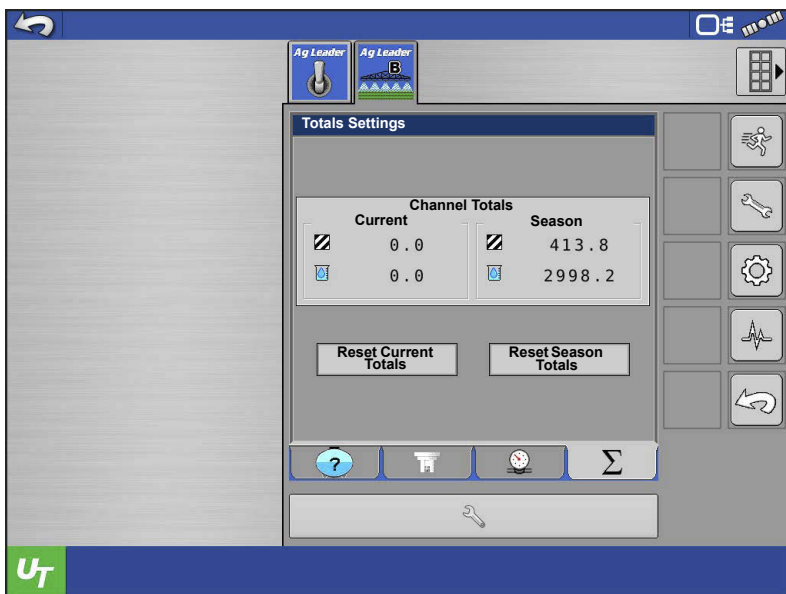 Ag Leader
Ag Leader
B
Totals Settings
Channel Totals
Current Season
0.0 413.8
0.0 2998.2
Reset Current
Totals
Reset Season
Totals
? Σ
UT